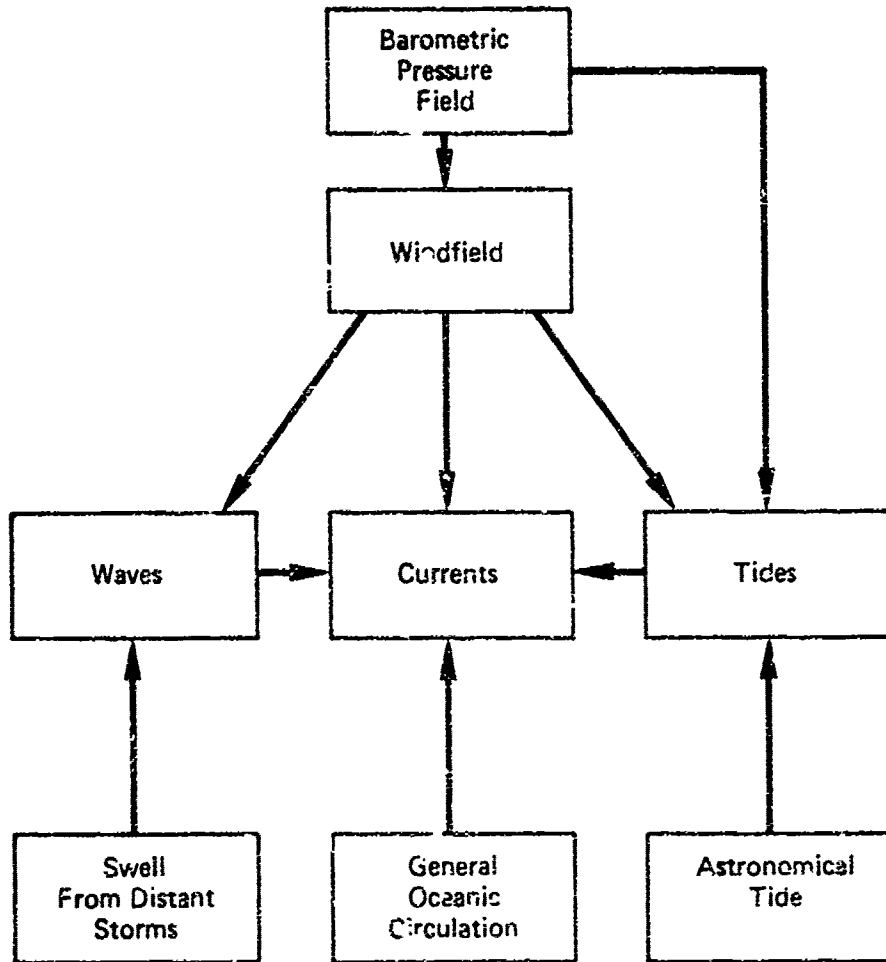 Barometric
Pressure
Field
Windfield
Waves
Currents
Tides
Swell
From Distant
Storms
General
Oceanic
Circulation
Astronomical
Tide